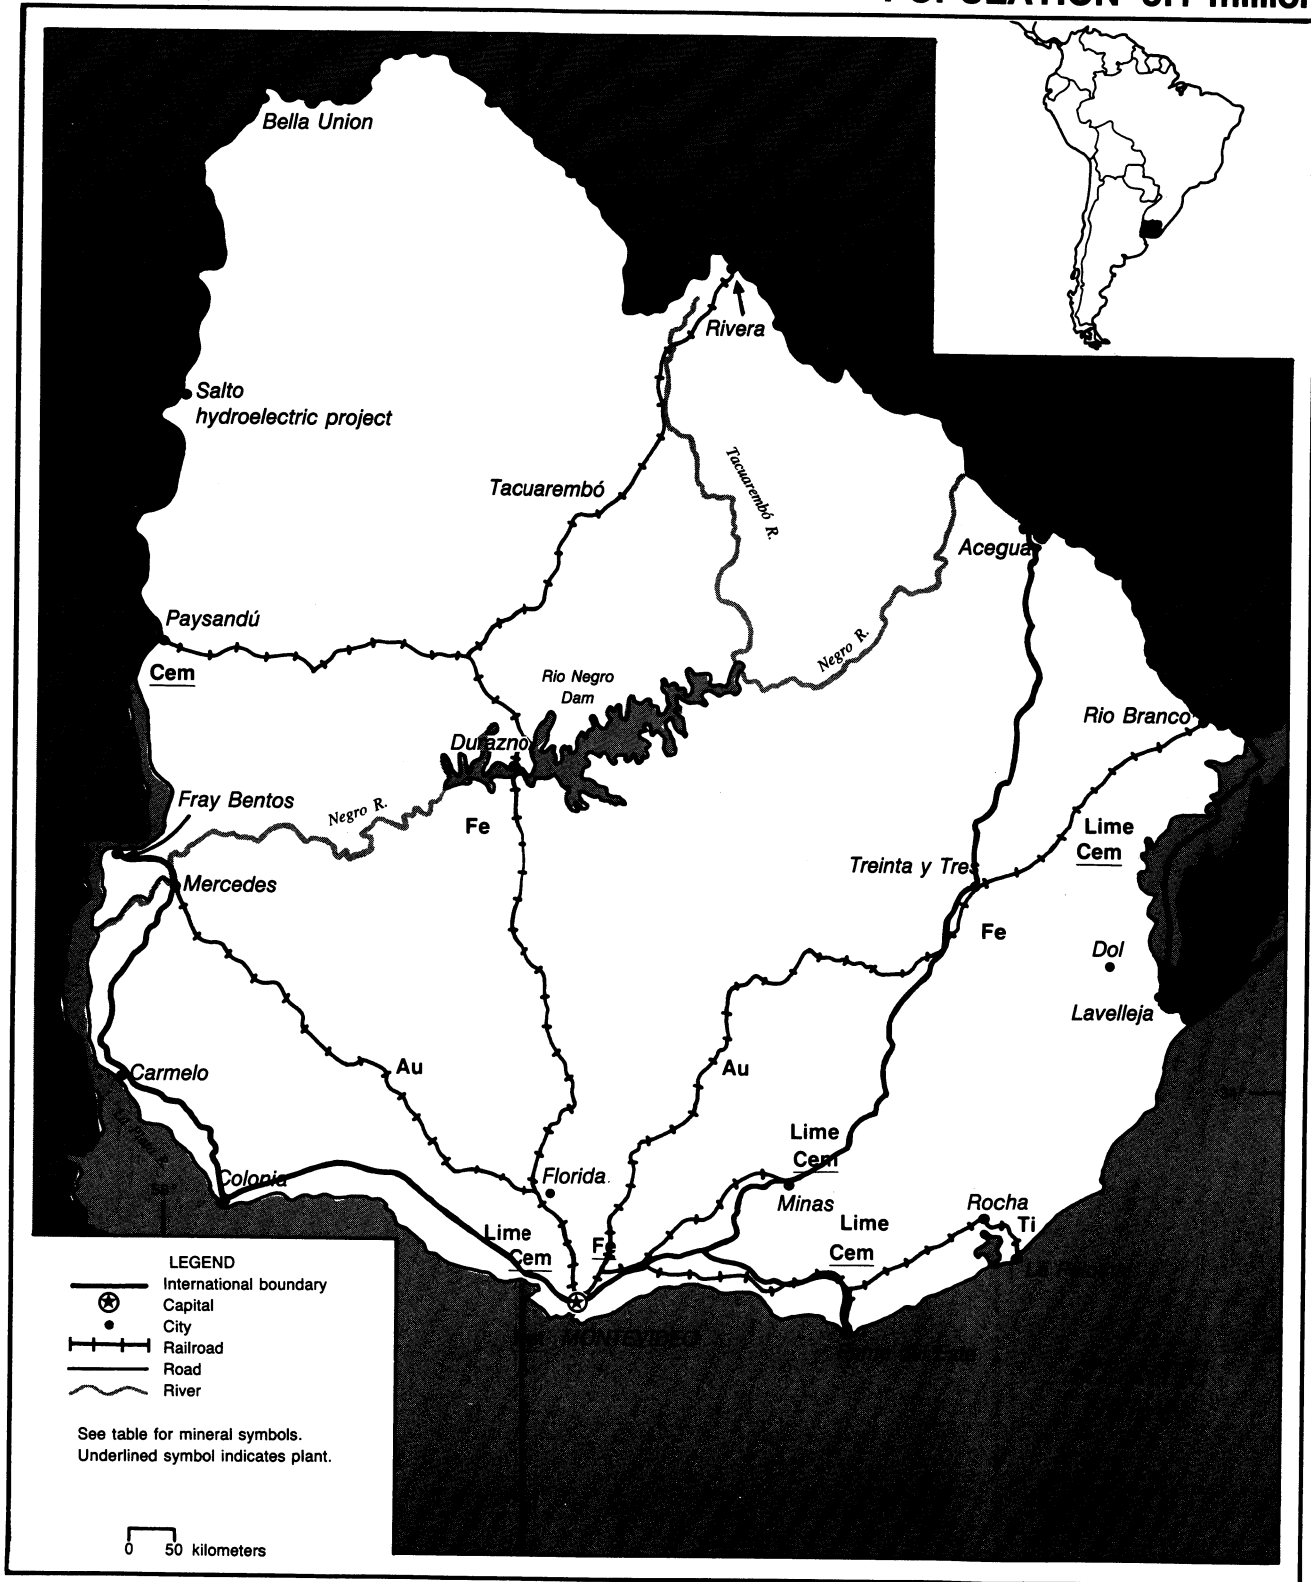 Bella Union
Rivera
Salto
hydroelectric project
Tacuarembó R.
Tacuarembó
Acegua
Paysandú
Cem
Negro R.
Rio Negro
Dam
Rio Branco
Durazno
Fray Bentos
Negro R.
Fe
Lime
Cem
Treinta y Tres
Mercedes
Fe
Dol
Lavelleja
Au
Au
Carmelo
Lime
Cem
Colonia
Florida
Minas
Rocha
Ti
Lime
Cem
Lime
Cem
Fe
MONTEVIDEO
LEGEND
International boundary
Capital
City
Railroad
Road
River
See table for mineral symbols.
Underlined symbol indicates plant.
0 50 kilometers